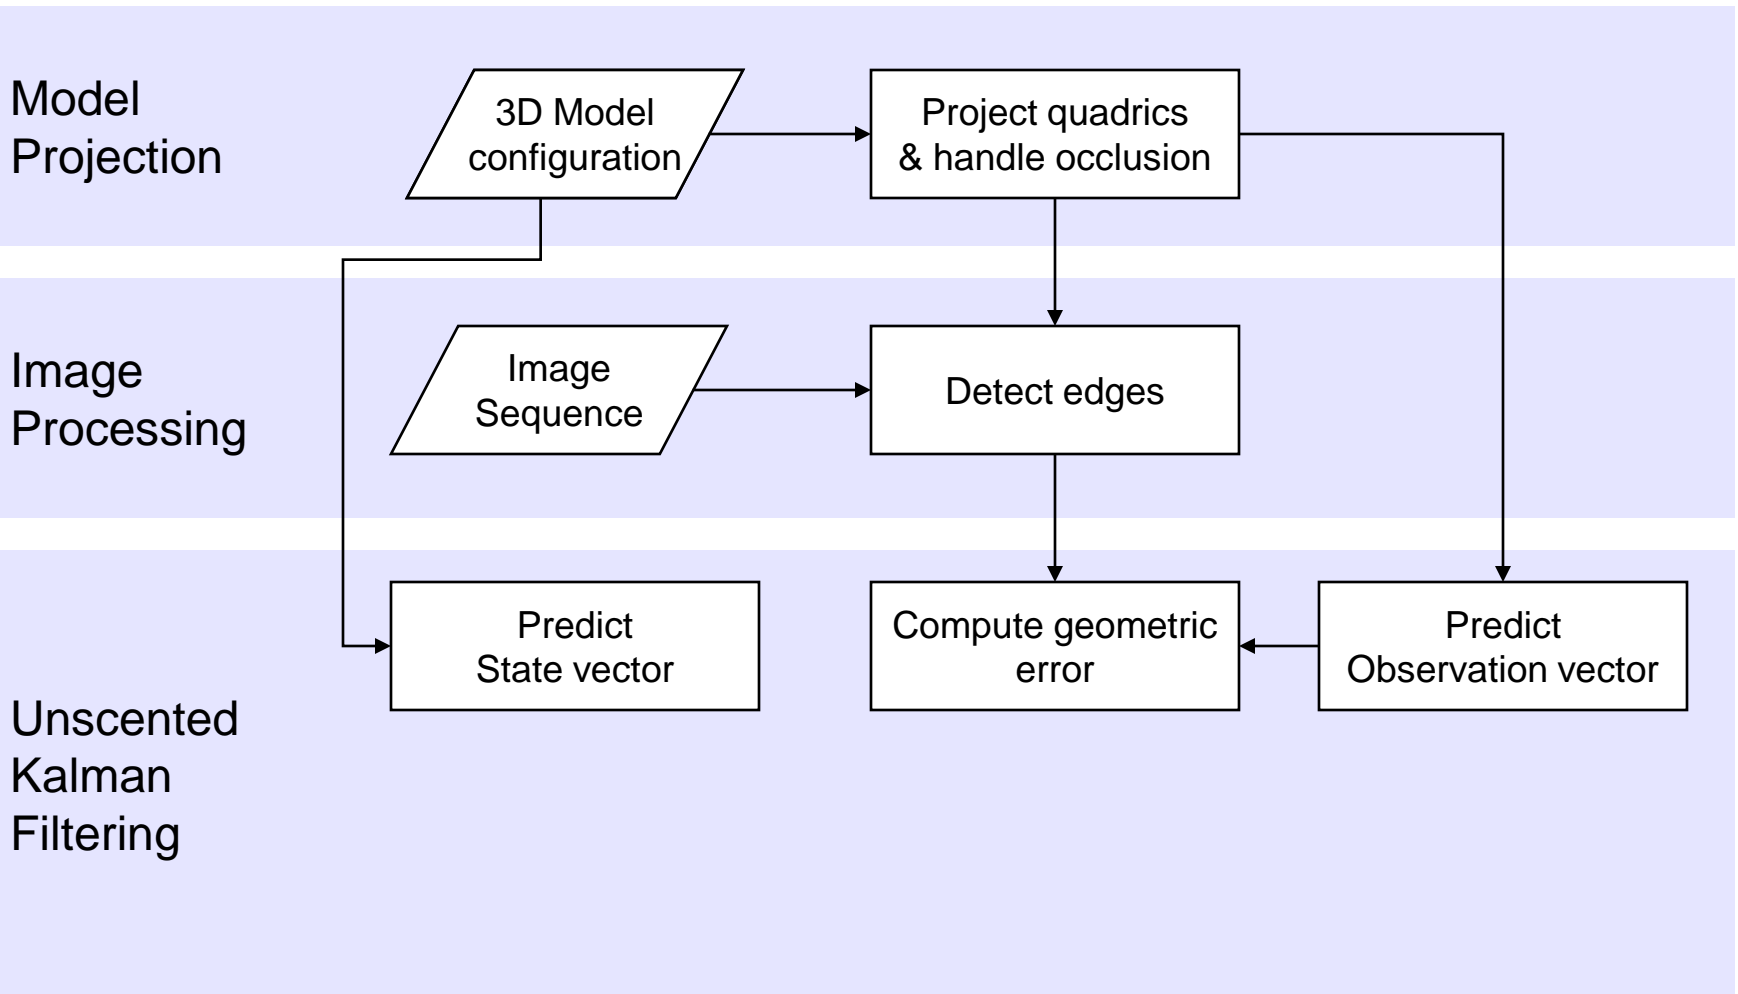 Model
Projection
3D Model
configuration
Project quadrics
& handle occlusion
Image
Processing
Image
Sequence
Detect edges
Unscented
Kalman
Filtering
Predict
State vector
Compute geometric
error
Predict
Observation vector